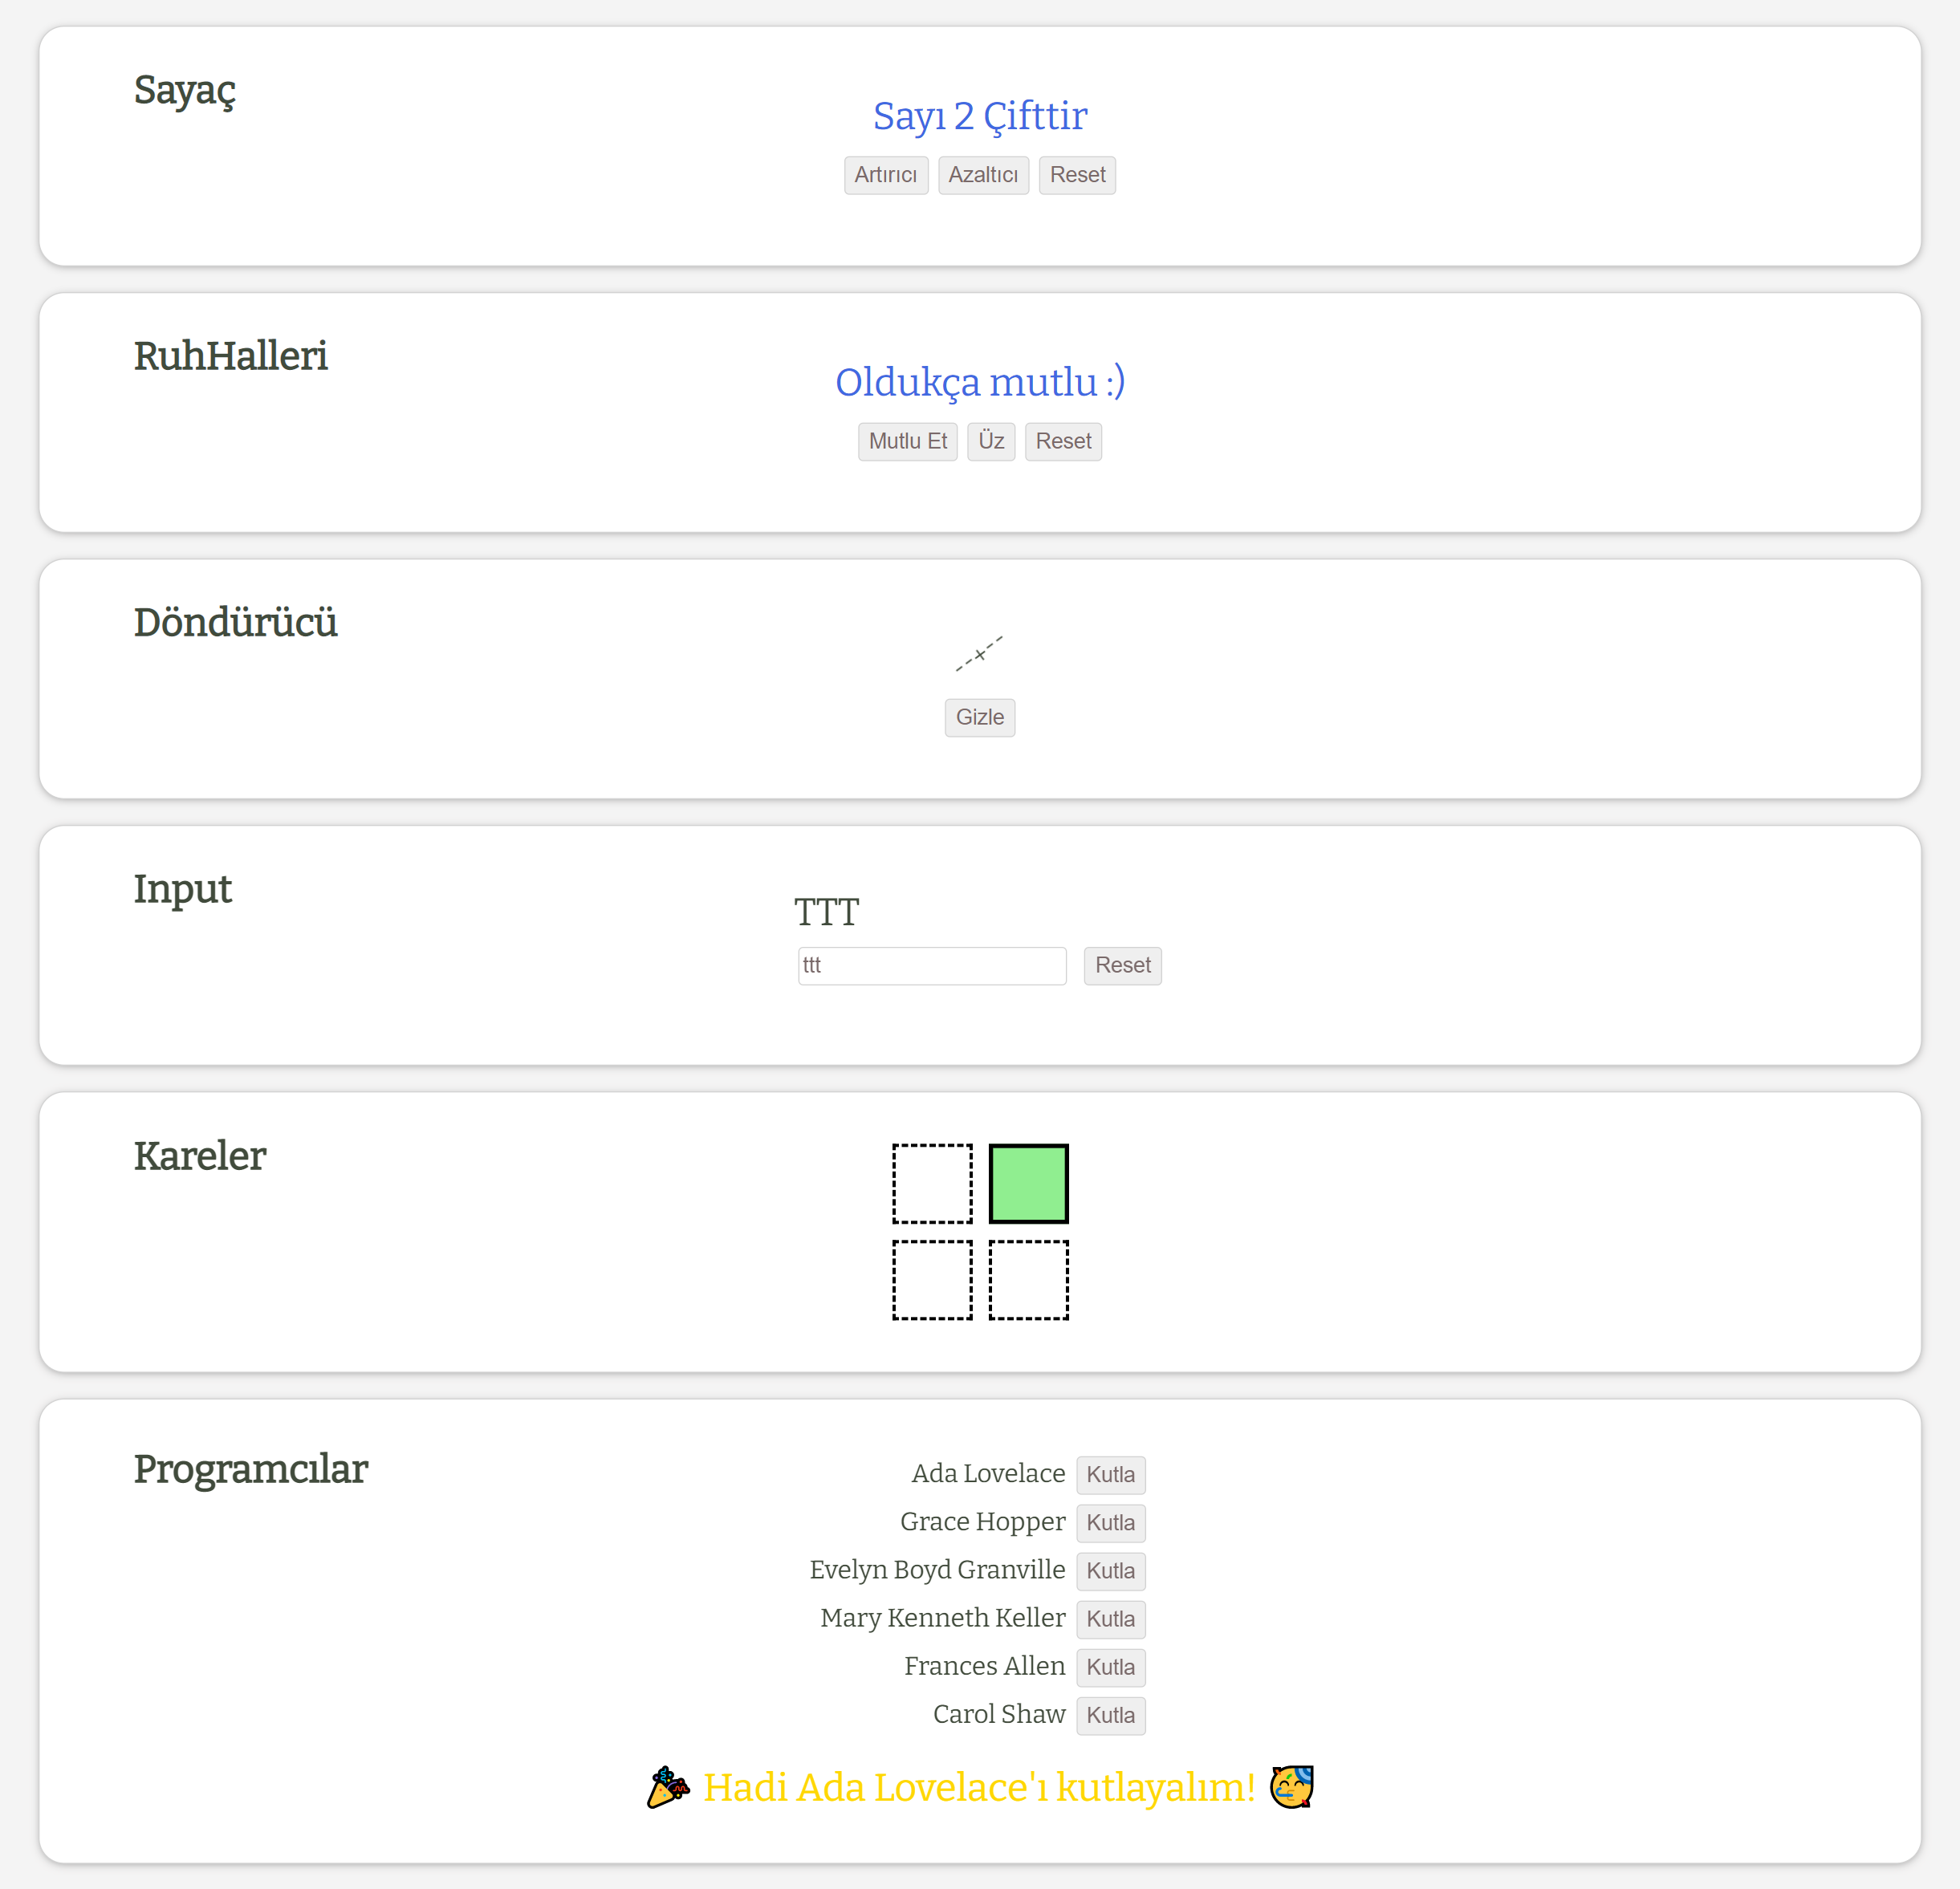 Sayaç
Sayı 2 Çifttir
Artırıcı Azaltıcı Reset
RuhHalleri
Oldukça mutlu :)
Mutlu Et Üz Reset
Döndürücü
Gizle
Input
TTT
ttt Reset
Kareler
Programcılar
Ada Lovelace Kutla
Grace Hopper Kutla
Evelyn Boyd Granville Kutla
Mary Kenneth Keller Kutla
Frances Allen Kutla
Carol Shaw Kutla
🎉 Hadi Ada Lovelace'ı kutlayalım! 🥳